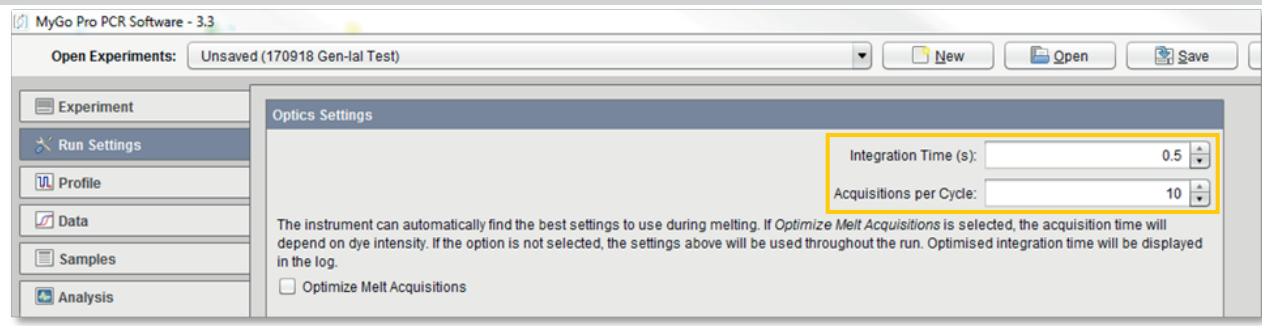 MyGo Pro PCR Software - 3.3
Open Experiments: Unsaved (170918 Gen-Ial Test) New Open Save
Experiment
Optics Settings
Run Settings
Integration Time (s): 0.5
Profile
Acquisitions per Cycle: 10
Data
The instrument can automatically find the best settings to use during melting. If Optimize Melt Acquisitions is selected, the acquisition time will
depend on dye intensity. If the option is not selected, the settings above will be used throughout the run. Optimised integration time will be displayed
in the log.
Samples
Optimize Melt Acquisitions
Analysis